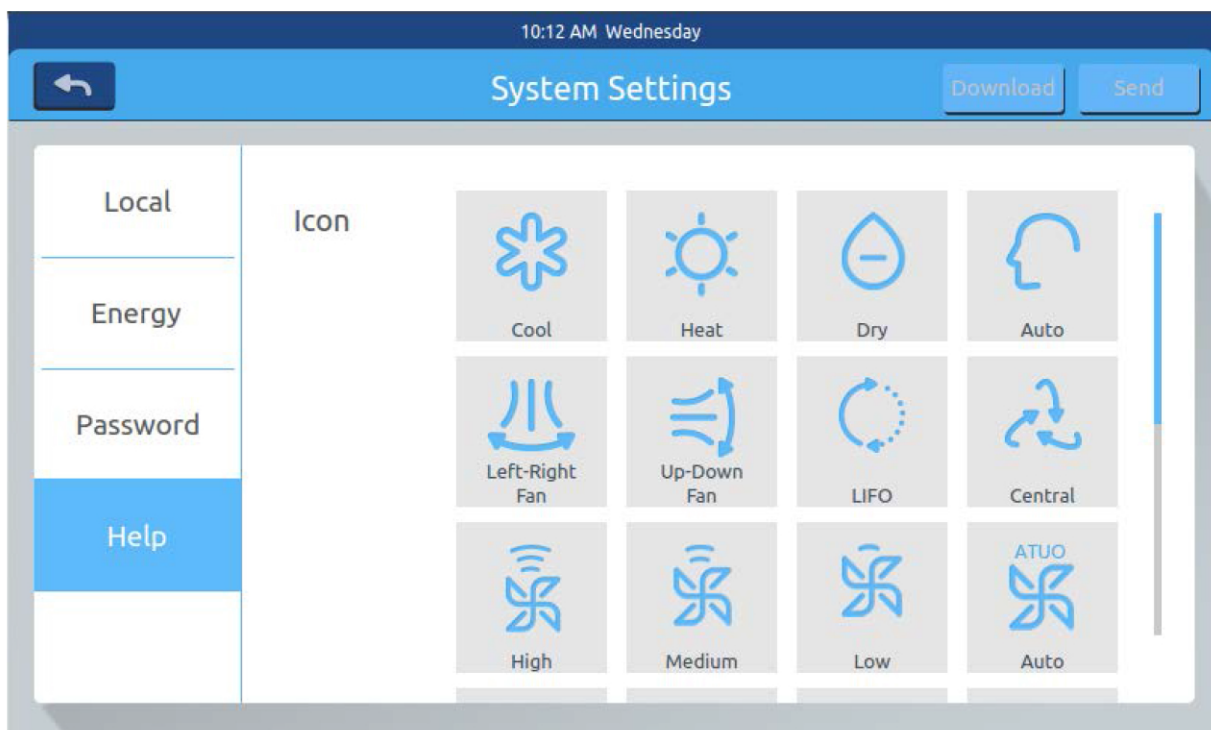 10:12 AM Wednesday
System Settings
Download
Send
Local
Energy
Password
Help
Icon
Cool
Heat
Dry
Auto
Left-Right
Fan
Up-Down
Fan
LIFO
Central
High
Medium
Low
ATUO
Auto